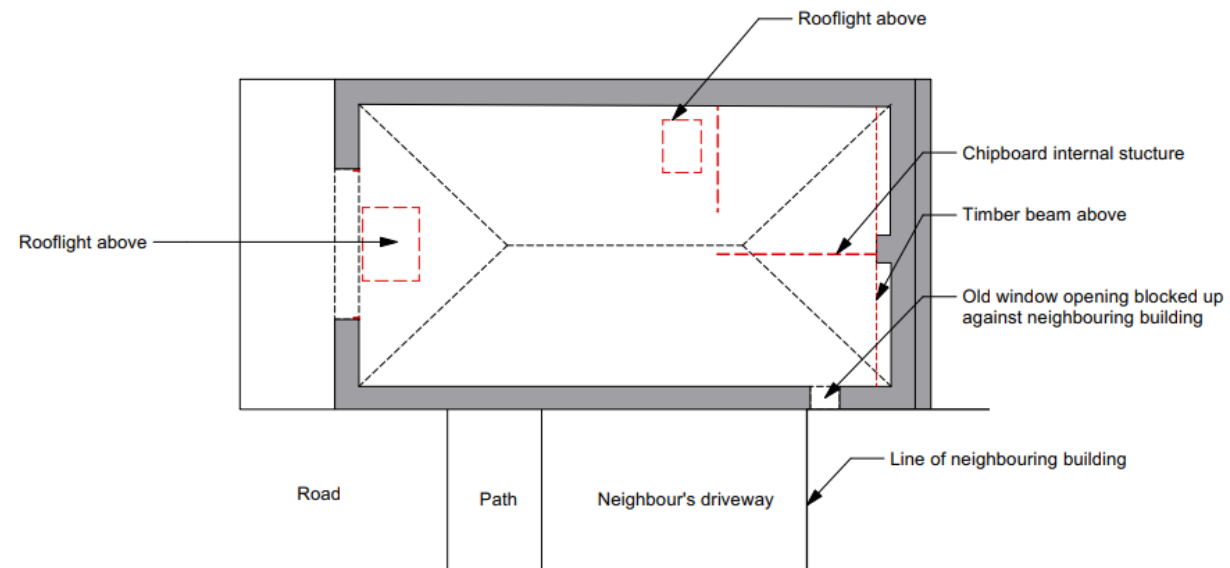 Rooflight above
Chipboard internal stucture
Timber beam above
Rooflight above
Old window opening blocked up
against neighbouring building
Line of neighbouring building
Road
Path
Neighbour's driveway